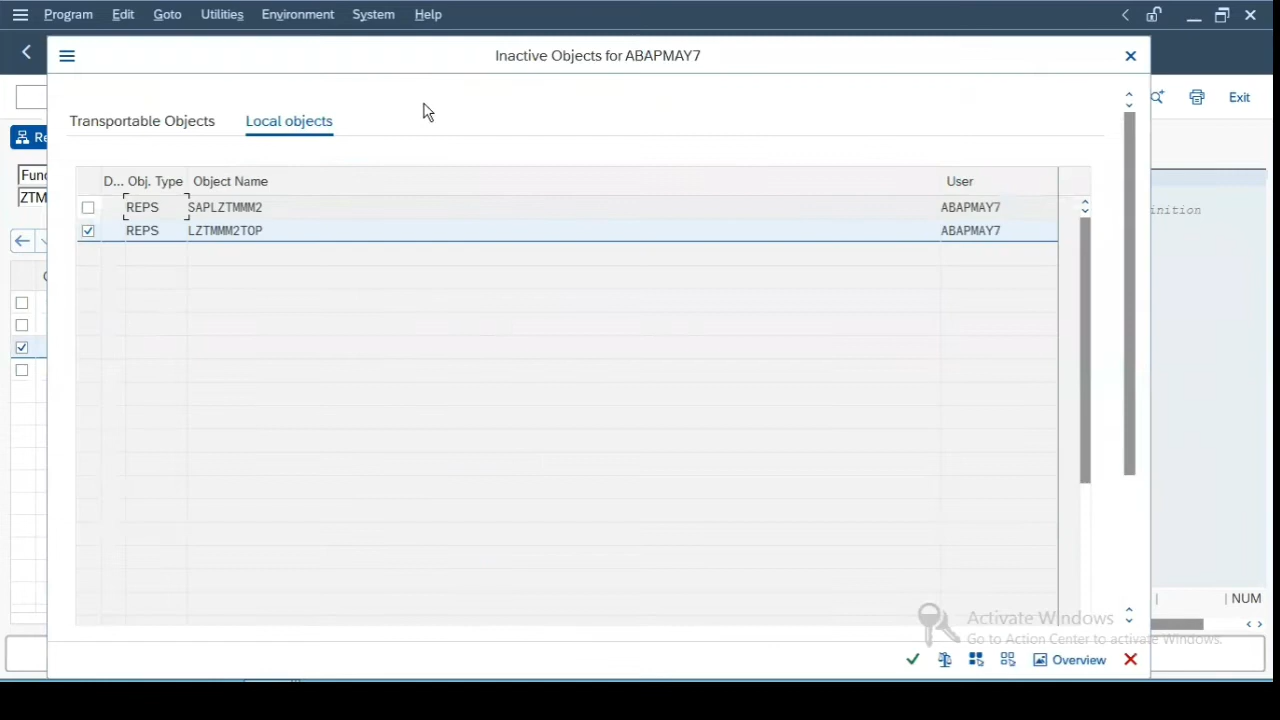 Program Edit Goto Utilities Environment System Help
Inactive Objects for ABAPMAY7
Exit
Transportable Objects Local objects
Re
Func
D... Obj. Type Object Name User
ZTM
REPS SAPLZTMMM2 ABAPMAY7
inition
REPS LZTMMM2TOP ABAPMAY7
NUM
Activate Windows
Go to Action Center to activate Windows.
Overview